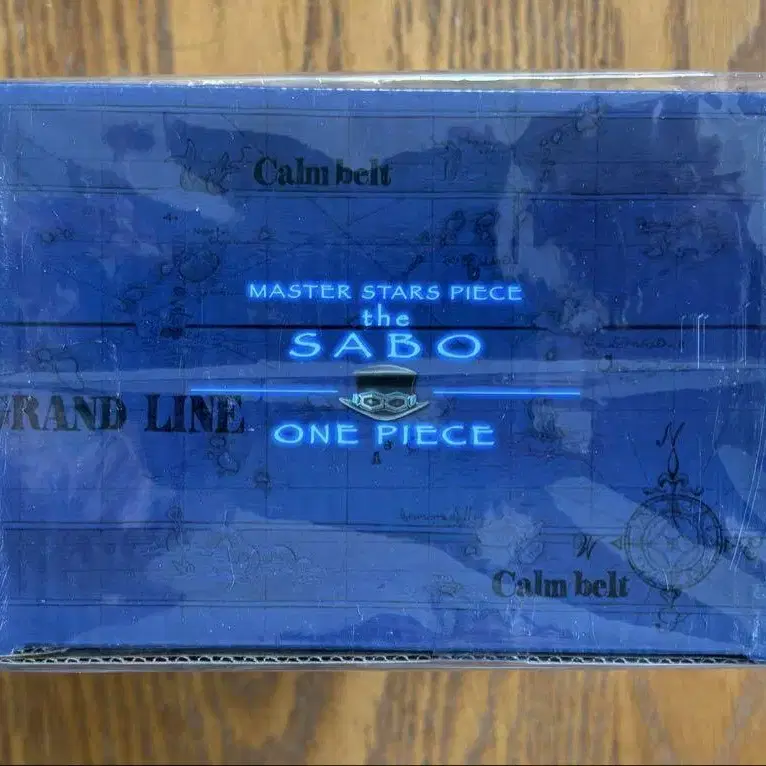 Calm belt
MASTER STARS PIECE
the
SABO
GRAND LINE
ONE PIECE
N
W
Calm belt